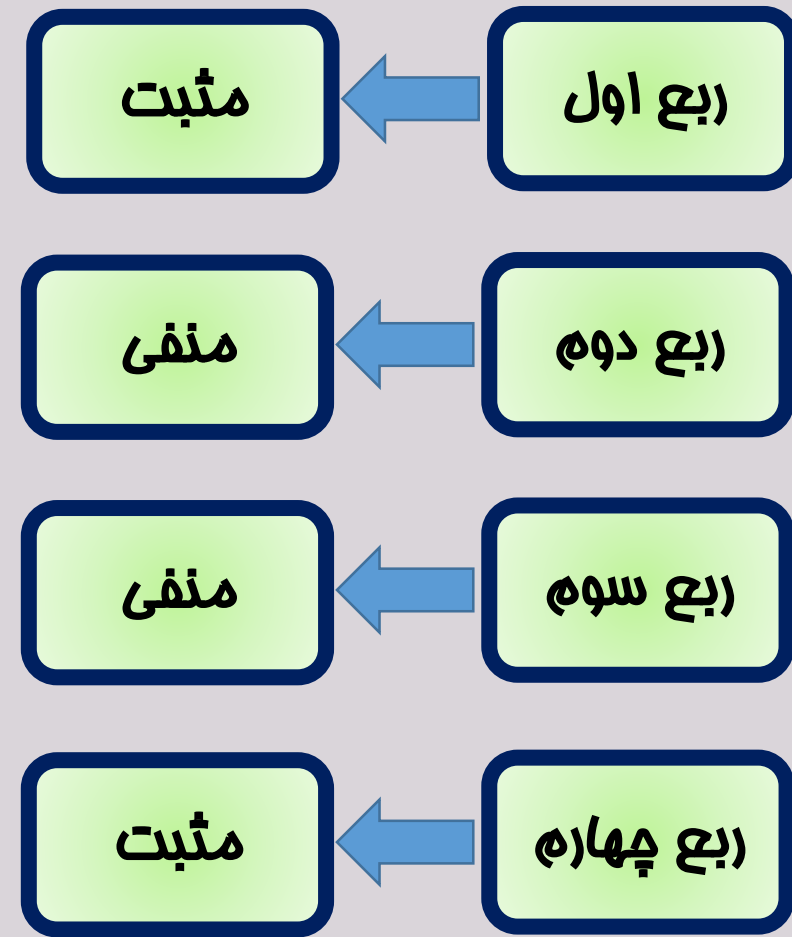 ربع اول
مثبت
ربع دوم
منفی
ربع سوم
منفی
ربع چهارم
مثبت